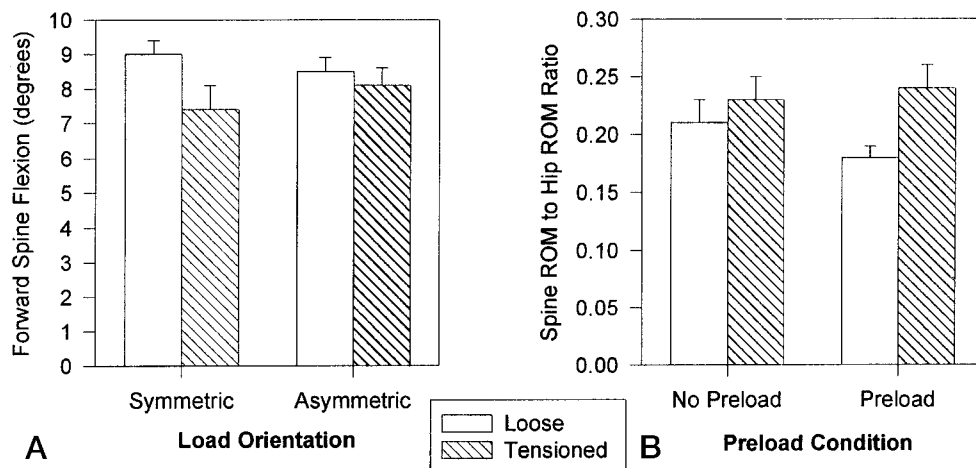 Forward Spine Flexion (degrees)
10
9
8
7
6
5
4
3
2
1
0
Symmetric
Asymmetric
A
Load Orientation
Loose
Tensioned
Spine ROM to Hip ROM Ratio
0.30
0.25
0.20
0.15
0.10
0.05
0.00
No Preload
Preload
B
Preload Condition